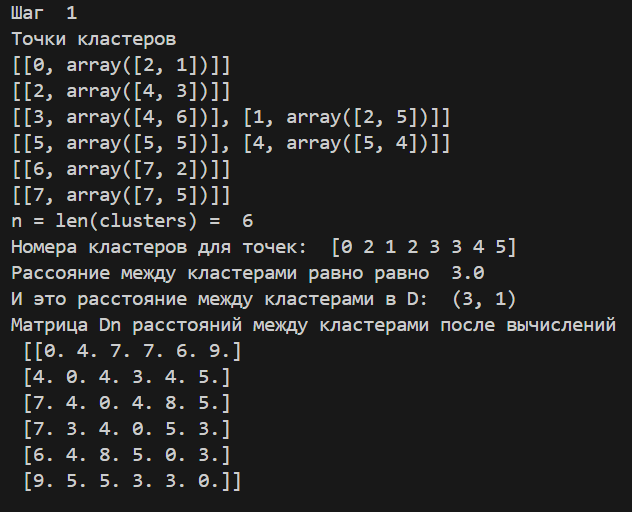 Шаг  1
Точки кластеров
[[0, array([2, 1])]]
[[2, array([4, 3])]]
[[3, array([4, 6])], [1, array([2, 5])]]
[[5, array([5, 5])], [4, array([5, 4])]]
[[6, array([7, 2])]]
[[7, array([7, 5])]]
n = len(clusters) =  6
Номера кластеров для точек:  [0 2 1 2 3 3 4 5]
Рассояние между кластерами равно равно  3.0
И это расстояние между кластерами в D:  (3, 1)
Матрица Dn расстояний между кластерами после вычислений
 [[0. 4. 7. 7. 6. 9.]
 [4. 0. 4. 3. 4. 5.]
 [7. 4. 0. 4. 8. 5.]
 [7. 3. 4. 0. 5. 3.]
 [6. 4. 8. 5. 0. 3.]
 [9. 5. 5. 3. 3. 0.]]